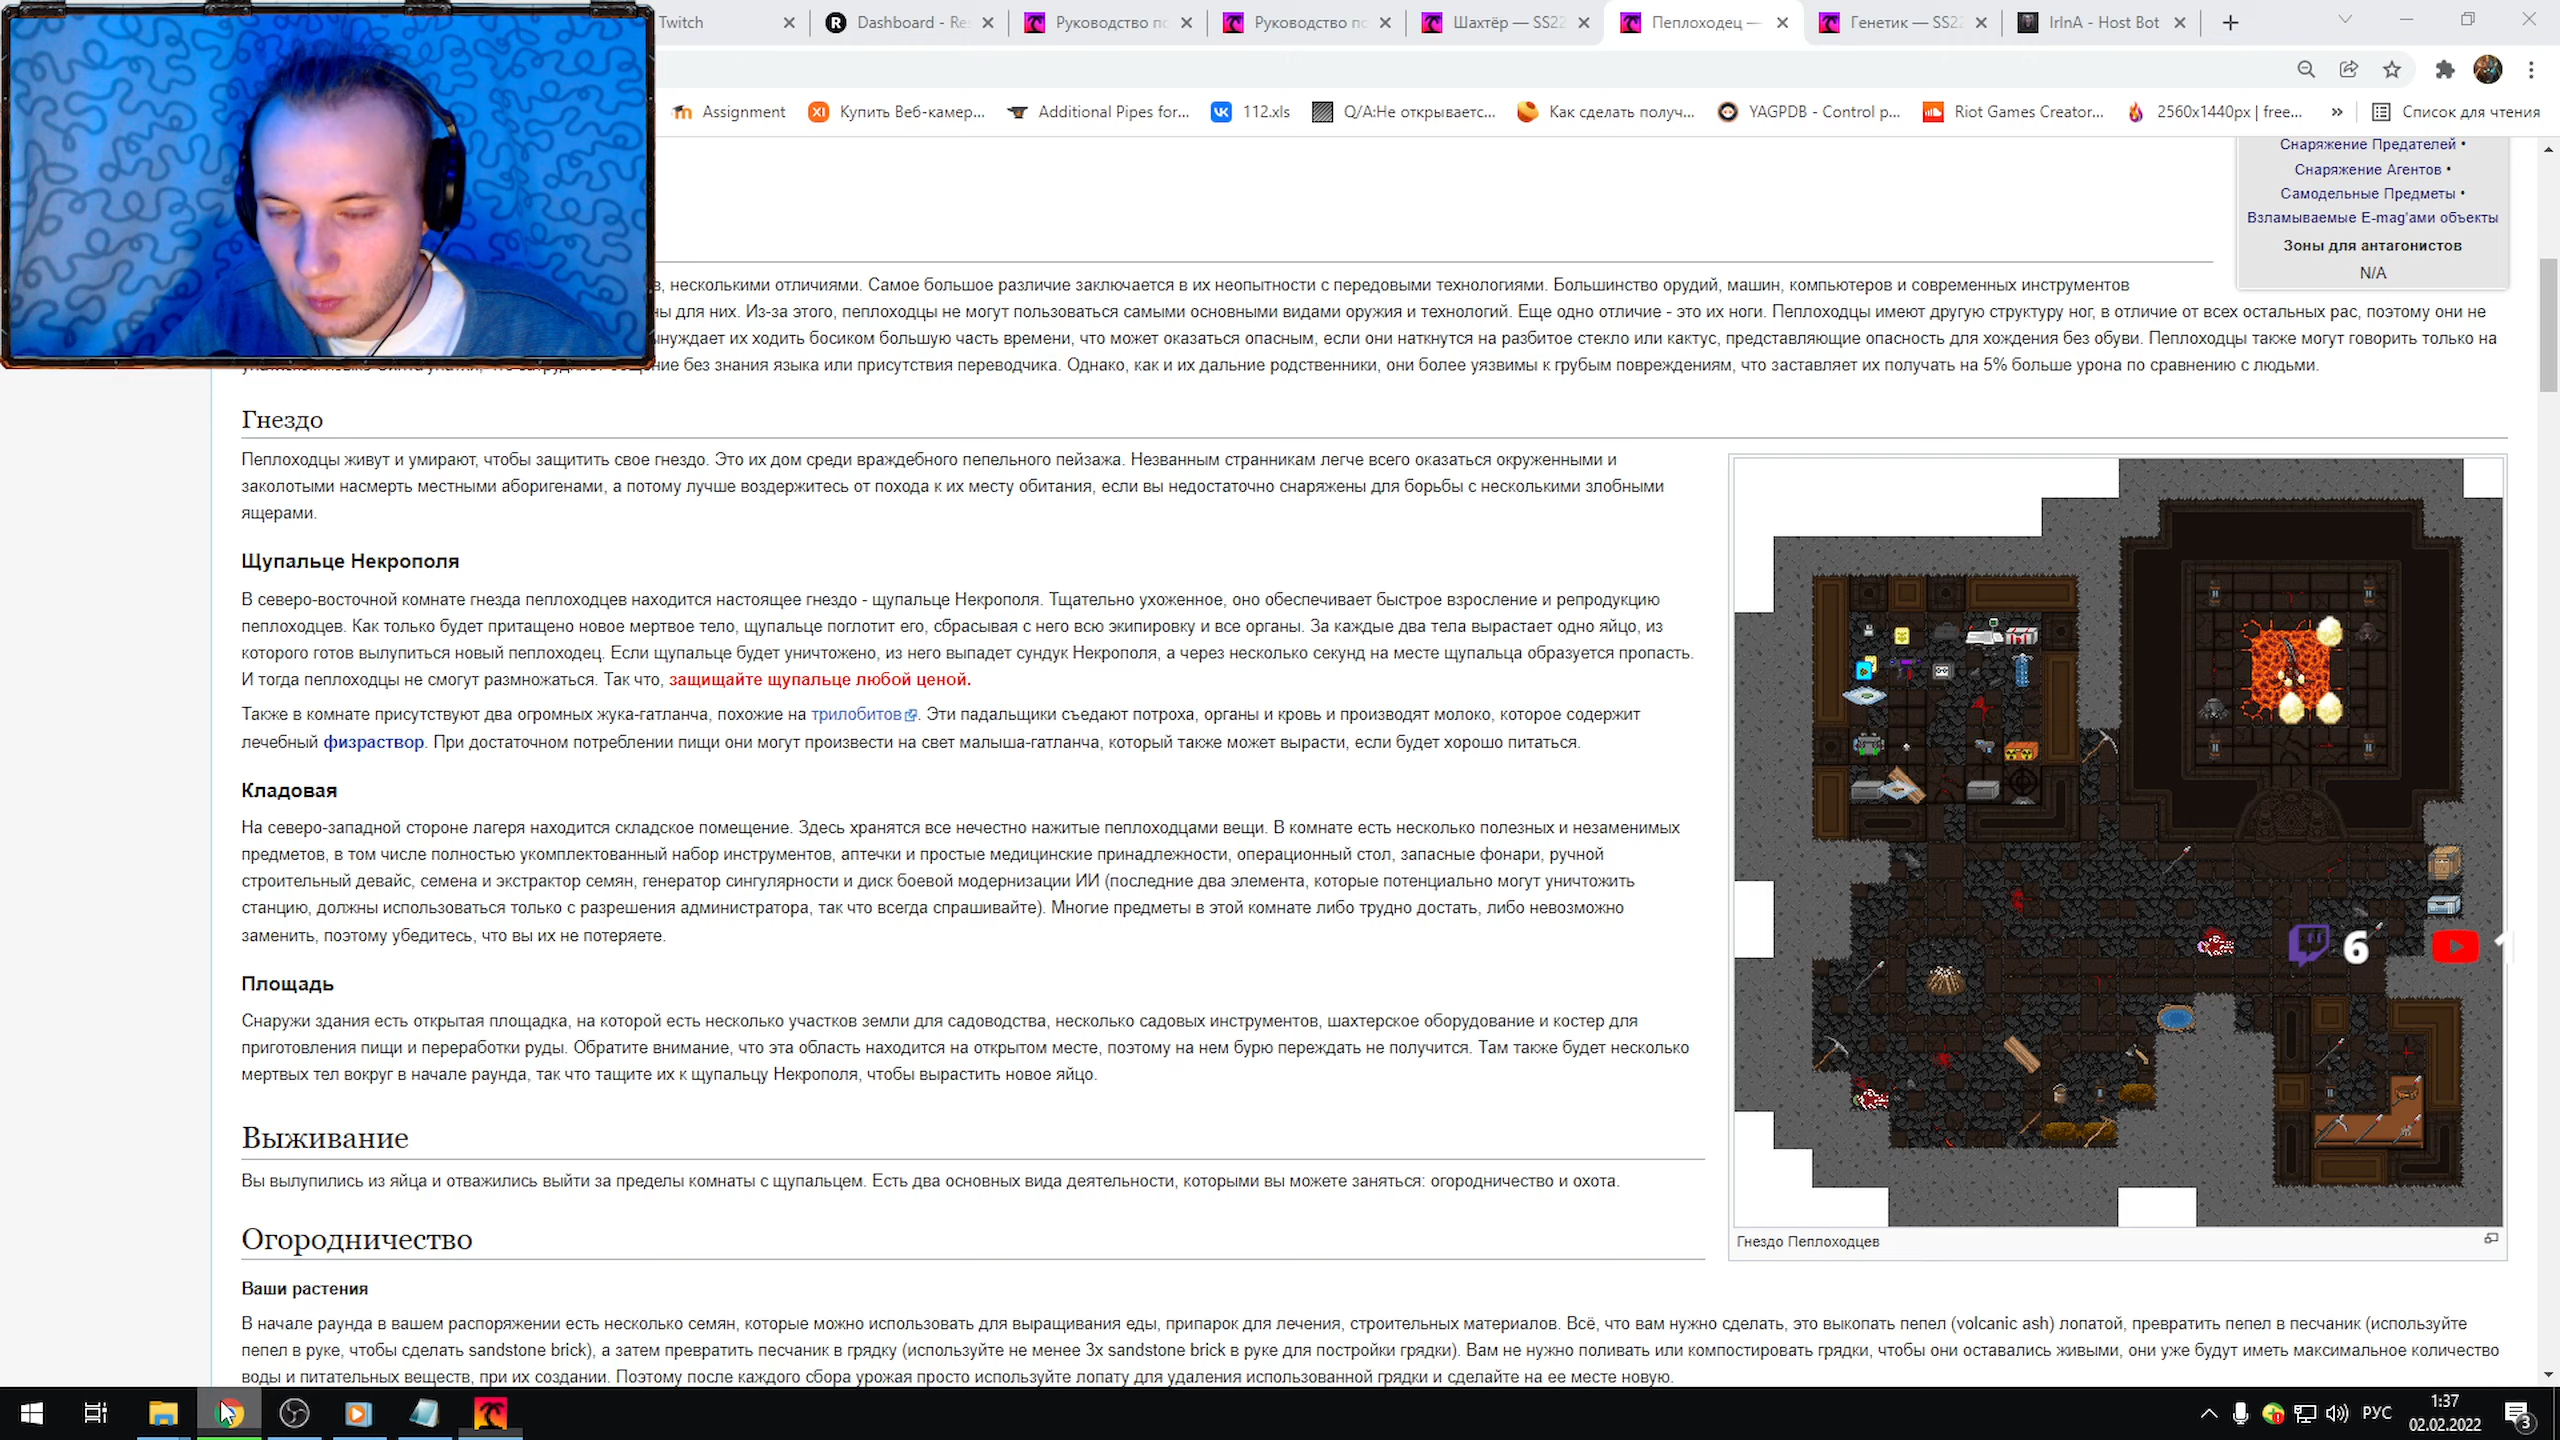 Twitch
Dashboard - Re
Руководство по
Руководство по
Шахтёр — SS22
Пеплоходец —
Генетик — SS22
IrInA - Host Bot
Assignment
Купить Веб-камер...
Additional Pipes for...
112.xls
Q/A:Не открываетс...
Как сделать получ...
YAGPDB - Control p...
Riot Games Creator...
2560x1440px | free...
»
Список для чтения
Снаряжение Предателей •
Снаряжение Агентов •
Самодельные Предметы •
Взламываемые E-mag'ами объекты
Зоны для антагонистов
N/A
в, несколькими отличиями. Самое большое различие заключается в их неопытности с передовыми технологиями. Большинство орудий, машин, компьютеров и современных инструментов
ны для них. Из-за этого, пеплоходцы не могут пользоваться самыми основными видами оружия и технологий. Еще одно отличие - это их ноги. Пеплоходцы имеют другую структуру ног, в отличие от всех остальных рас, поэтому они не
ынуждает их ходить босиком большую часть времени, что может оказаться опасным, если они наткнутся на разбитое стекло или кактус, представляющие опасность для хождения без обуви. Пеплоходцы также могут говорить только на
без знания языка или присутствия переводчика. Однако, как и их дальние родственники, они более уязвимы к грубым повреждениям, что заставляет их получать на 5% больше урона по сравнению с людьми.
Гнездо
Пеплоходцы живут и умирают, чтобы защитить свое гнездо. Это их дом среди враждебного пепельного пейзажа. Незванным странникам легче всего оказаться окруженными и
заколотыми насмерть местными аборигенами, а потому лучше воздержитесь от похода к их месту обитания, если вы недостаточно снаряжены для борьбы с несколькими злобными
ящерами.
Щупальце Некрополя
В северо-восточной комнате гнезда пеплоходцев находится настоящее гнездо - щупальце Некрополя. Тщательно ухоженное, оно обеспечивает быстрое взросление и репродукцию
пеплоходцев. Как только будет притащено новое мертвое тело, щупальце поглотит его, сбрасывая с него всю экипировку и все органы. За каждые два тела вырастает одно яйцо, из
которого готов вылупиться новый пеплоходец. Если щупальце будет уничтожено, из него выпадет сундук Некрополя, а через несколько секунд на месте щупальца образуется пропасть.
И тогда пеплоходцы не смогут размножаться. Так что, защищайте щупальце любой ценой.
Также в комнате присутствуют два огромных жука-гатланча, похожие на трилобитов. Эти падальщики съедают потроха, органы и кровь и производят молоко, которое содержит
лечебный физраствор. При достаточном потреблении пищи они могут произвести на свет малыша-гатланча, который также может вырасти, если будет хорошо питаться.
Кладовая
На северо-западной стороне лагеря находится складское помещение. Здесь хранятся все нечестно нажитые пеплоходцами вещи. В комнате есть несколько полезных и незаменимых
предметов, в том числе полностью укомплектованный набор инструментов, аптечки и простые медицинские принадлежности, операционный стол, запасные фонари, ручной
строительный девайс, семена и экстрактор семян, генератор сингулярности и диск боевой модернизации ИИ (последние два элемента, которые потенциально могут уничтожить
станцию, должны использоваться только с разрешения администратора, так что всегда спрашивайте). Многие предметы в этой комнате либо трудно достать, либо невозможно
заменить, поэтому убедитесь, что вы их не потеряете.
6
1
Площадь
Снаружи здания есть открытая площадка, на которой есть несколько участков земли для садоводства, несколько садовых инструментов, шахтерское оборудование и костер для
приготовления пищи и переработки руды. Обратите внимание, что эта область находится на открытом месте, поэтому на нем бурю переждать не получится. Там также будет несколько
мертвых тел вокруг в начале раунда, так что тащите их к щупальцу Некрополя, чтобы вырастить новое яйцо.
Выживание
Вы вылупились из яйца и отважились выйти за пределы комнаты с щупальцем. Есть два основных вида деятельности, которыми вы можете заняться: огородничество и охота.
Гнездо Пеплоходцев
Огородничество
Ваши растения
В начале раунда в вашем распоряжении есть несколько семян, которые можно использовать для выращивания еды, припарок для лечения, строительных материалов. Всё, что вам нужно сделать, это выкопать пепел (volcanic ash) лопатой, превратить пепел в песчаник (используйте
пепел в руке, чтобы сделать sandstone brick), а затем превратить песчаник в грядку (используйте не менее 3x sandstone brick в руке для постройки грядки). Вам не нужно поливать или компостировать грядки, чтобы они оставались живыми, они уже будут иметь максимальное количество
воды и питательных веществ, при их создании. Поэтому после каждого сбора урожая просто используйте лопату для удаления использованной грядки и сделайте на ее месте новую.
РУС
1:37
02.02.2022
3